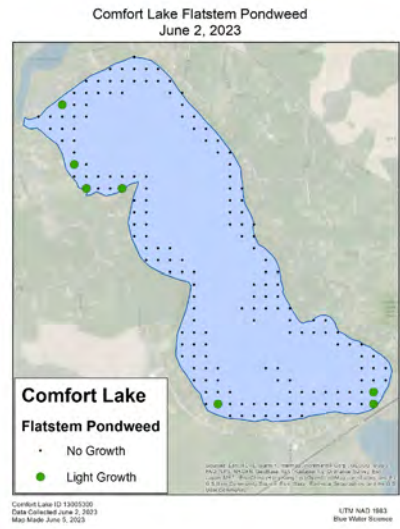 Comfort Lake Flatstem Pondweed
June 2, 2023
Comfort Lake
Flatstem Pondweed
No Growth
Light Growth
Comfort Lake ID 13005300
Data Collected June 2, 2023
Map Made June 5, 2023
UTM NAD 1983
Blue Water Science